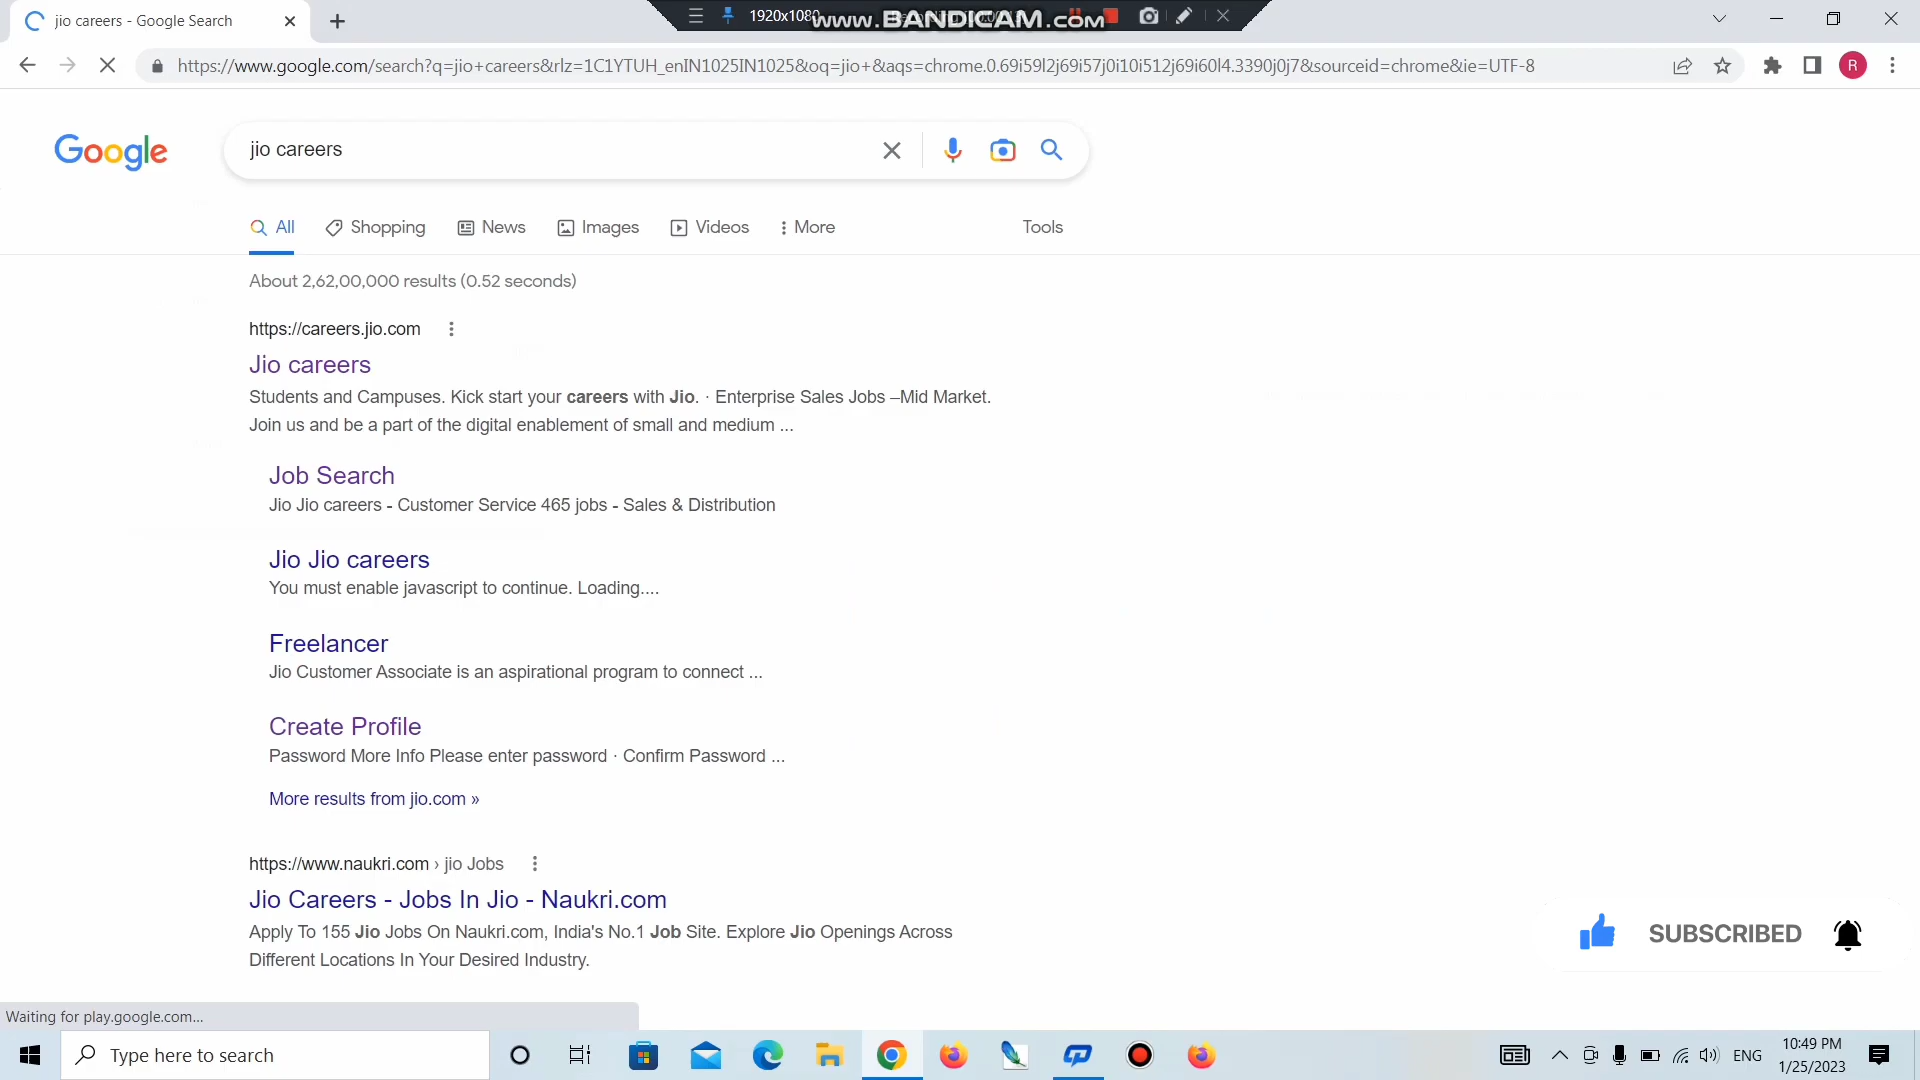 jio careers - Google Search
1920x1080
www.BANDICAM.com
https://www.google.com/search?q=jio+careers&rlz=1C1YTUH_enIN1025IN1025&oq=jio+&aqs=chrome.0.69i59l2j69i57j0i10i512j69i60l4.3390j0j7&sourceid=chrome&ie=UTF-8
R
Google
jio careers
All
Shopping
News
Images
Videos
More
Tools
About 2,62,00,000 results (0.52 seconds)
https://careers.jio.com
Jio careers
Students and Campuses. Kick start your careers with Jio. · Enterprise Sales Jobs –Mid Market.
Join us and be a part of the digital enablement of small and medium ...
Job Search
Jio Jio careers - Customer Service 465 jobs - Sales & Distribution
Jio Jio careers
You must enable javascript to continue. Loading....
Freelancer
Jio Customer Associate is an aspirational program to connect ...
Create Profile
Password More Info Please enter password · Confirm Password ...
More results from jio.com »
https://www.naukri.com › jio Jobs
Jio Careers - Jobs In Jio - Naukri.com
Apply To 155 Jio Jobs On Naukri.com, India's No.1 Job Site. Explore Jio Openings Across
Different Locations In Your Desired Industry.
SUBSCRIBED
Waiting for play.google.com...
Type here to search
ENG
10:49 PM
1/25/2023